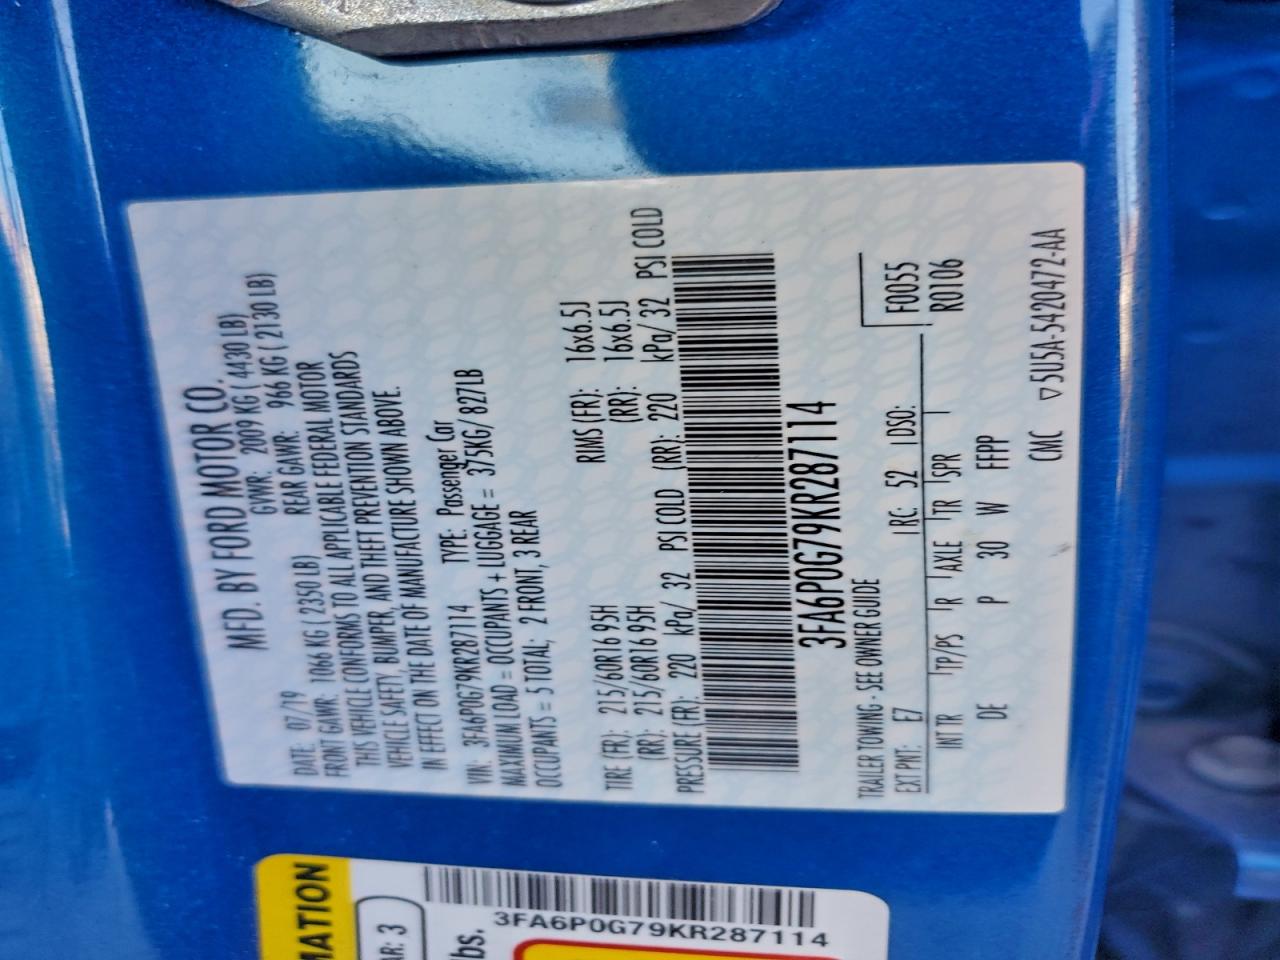 MFD. BY FORD MOTOR CO.
DATE: 07/19 GVWR: 2009 KG ( 4430 LB)
FRONT GAWR: 1066 KG ( 2350 LB) REAR GAWR: 966 KG ( 2130 LB)
THIS VEHICLE CONFORMS TO ALL APPLICABLE FEDERAL MOTOR
VEHICLE SAFETY, BUMPER, AND THEFT PREVENTION STANDARDS
IN EFFECT ON THE DATE OF MANUFACTURE SHOWN ABOVE.
VIN: 3FA6P0G79KR287114 TYPE: Passenger Car
MAXIMUM LOAD = OCCUPANTS + LUGGAGE = 375KG/ 827LB
OCCUPANTS = 5 TOTAL; 2 FRONT, 3 REAR
TIRE (FR): 215/60R16 95H RIMS (FR): 16x6.5J
(RR): 215/60R16 95H (RR): 16x6.5J
PRESSURE (FR): 220 kPa/ 32 PSI COLD (RR): 220 kPa/ 32 PSI COLD
3FA6P0G79KR287114
TRAILER TOWING - SEE OWNER GUIDE
EXT PNT: E7 RC: 52 DSO: F0055
INT TR TP/PS R AXLE TR SPR R0106
DE P 30 W FFPP
CMC ▽5U5A-5420472-AA
MATION
AR: 3
lbs.
3FA6P0G79KR287114